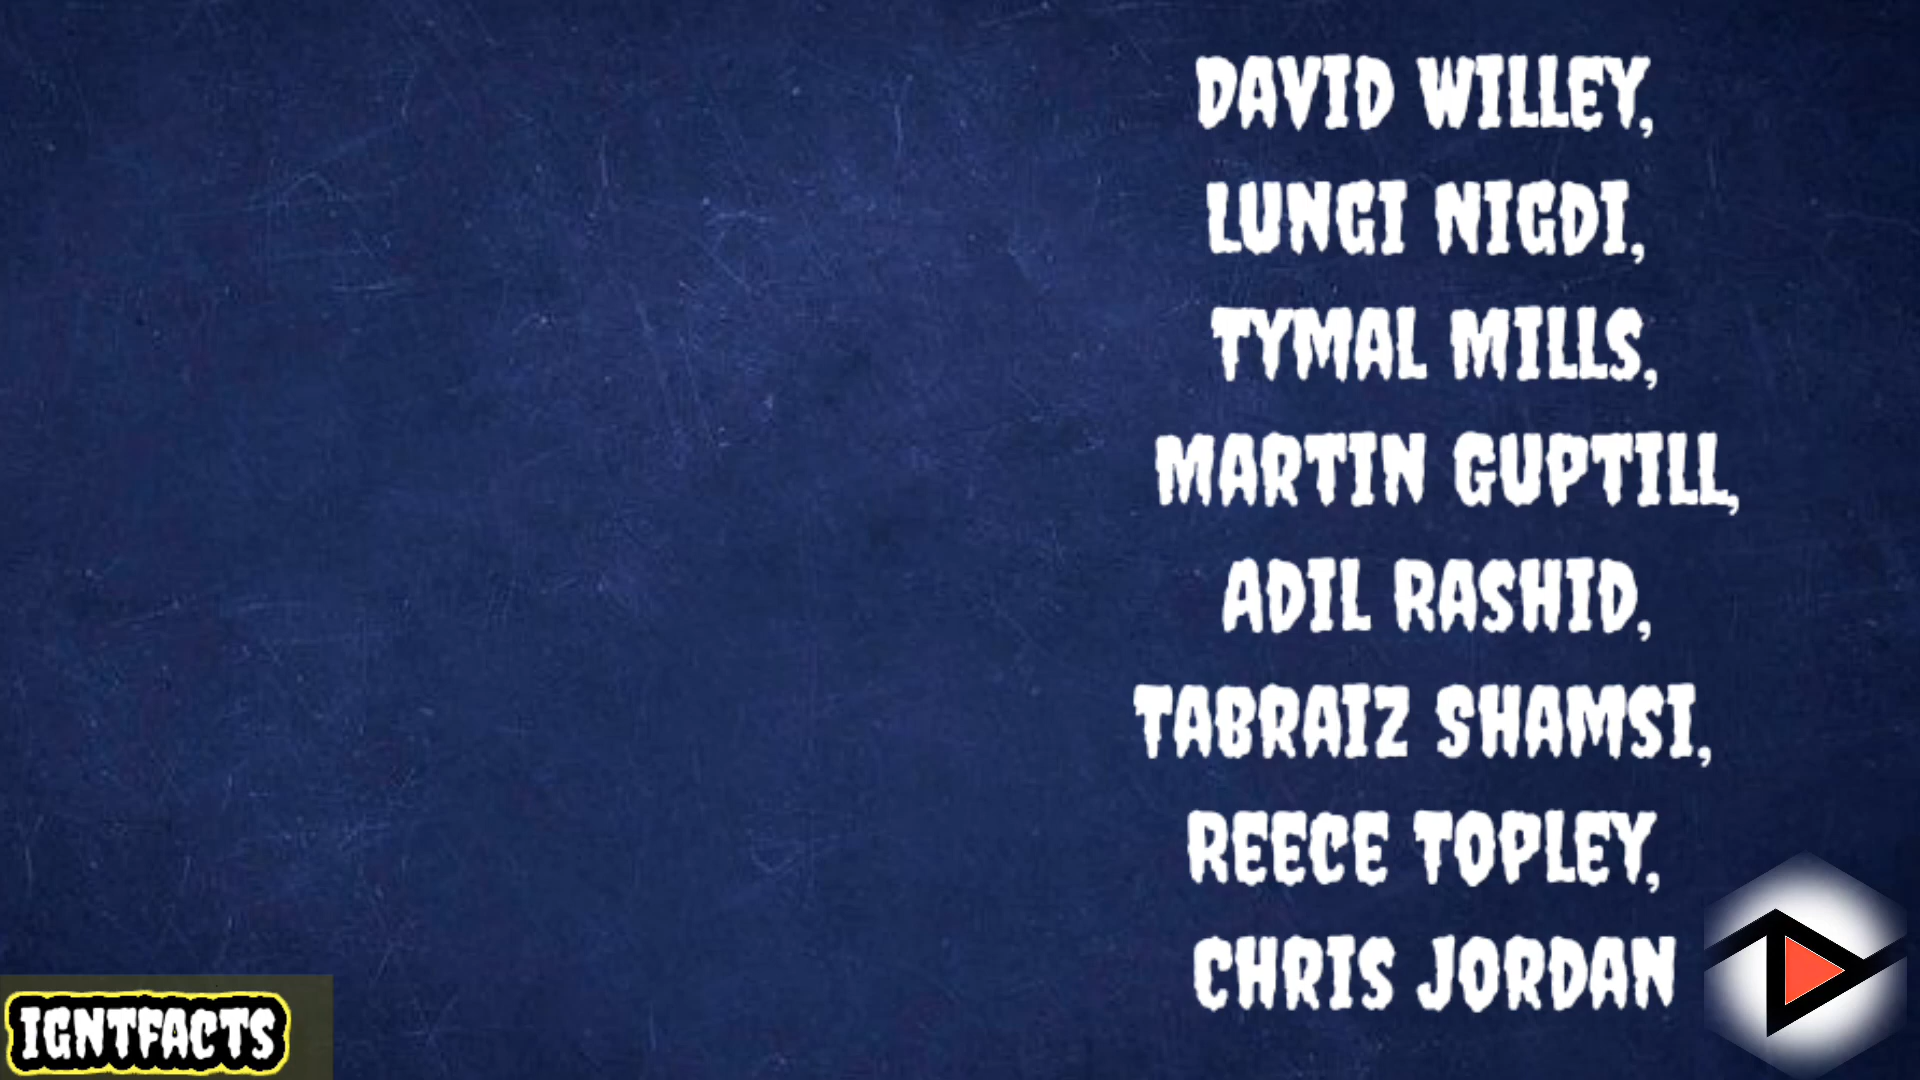 DAVID WILLEY,
LUNGI NIGDI,
TYMAL MILLS,
MARTIN GUPTILL,
ADIL RASHID,
TABRAIZ SHAMSI,
REECE TOPLEY,
CHRIS JORDAN
IGNTFACTS